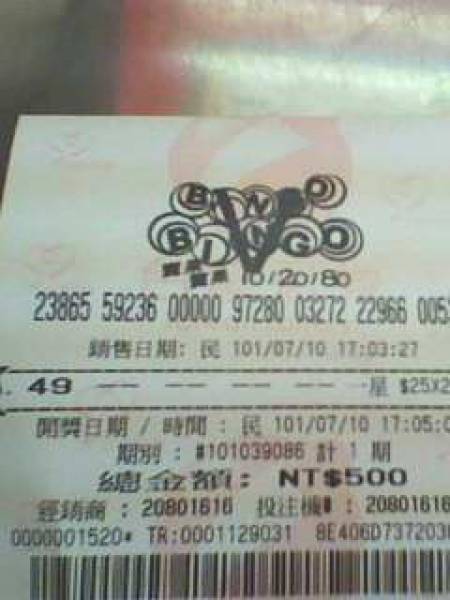 BINGO
BINGO
賓果
賓果 10/20/80
23865 59236 00000 97280 03272 22966 005
銷售日期: 民 101/07/10 17:03:27
. 49 -- -- -- -- -- 一星 $25X2
開獎日期 / 時間 : 民 101/07/10 17:05:0
期別 : #101039086 計 1 期
總金額: NT$500
經銷商 : 20801616 投注機# : 20801616
0000001520* TR:0001129031 8E406D737203